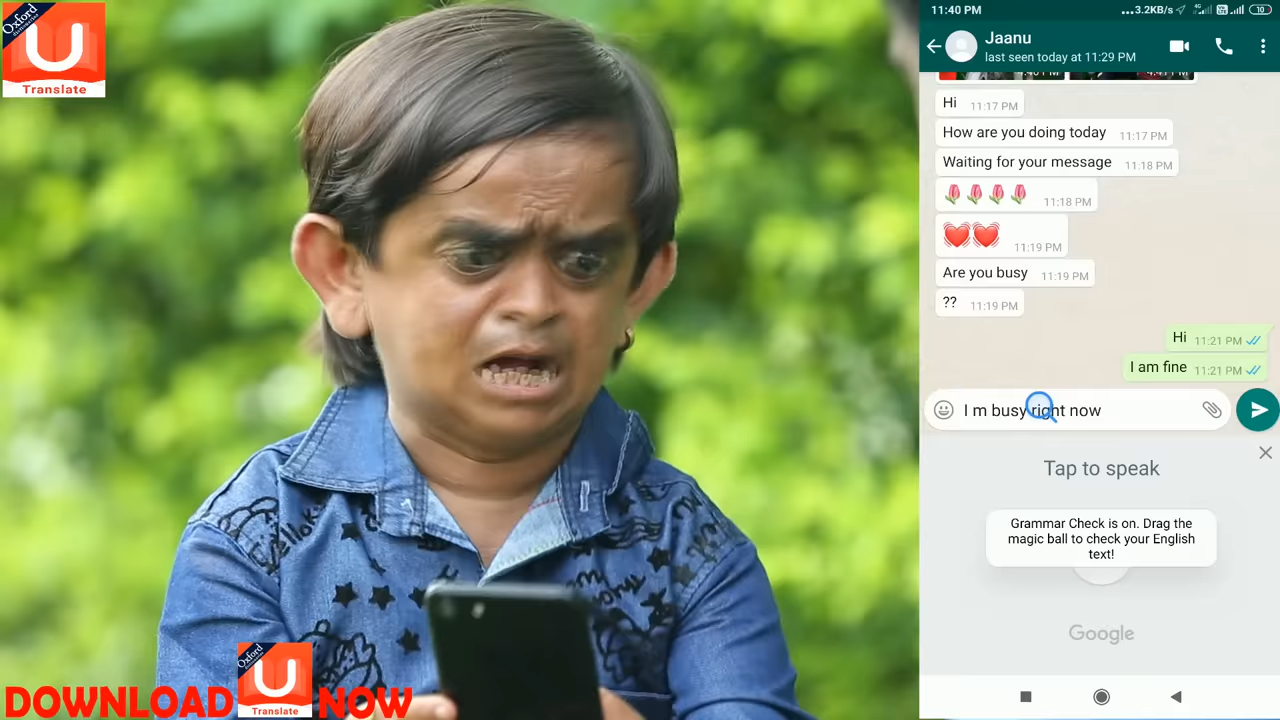 Oxford
U
Translate
11:40 PM
...3.2KB/s
4G
10
Jaanu
last seen today at 11:29 PM
Hi 11:17 PM
How are you doing today 11:17 PM
Waiting for your message 11:18 PM
11:18 PM
11:19 PM
Are you busy 11:19 PM
?? 11:19 PM
Hi 11:21 PM
I am fine 11:21 PM
I m busy right now
Tap to speak
Grammar Check is on. Drag the
magic ball to check your English
text!
Google
Oxford
U
Translate
DOWNLOAD NOW